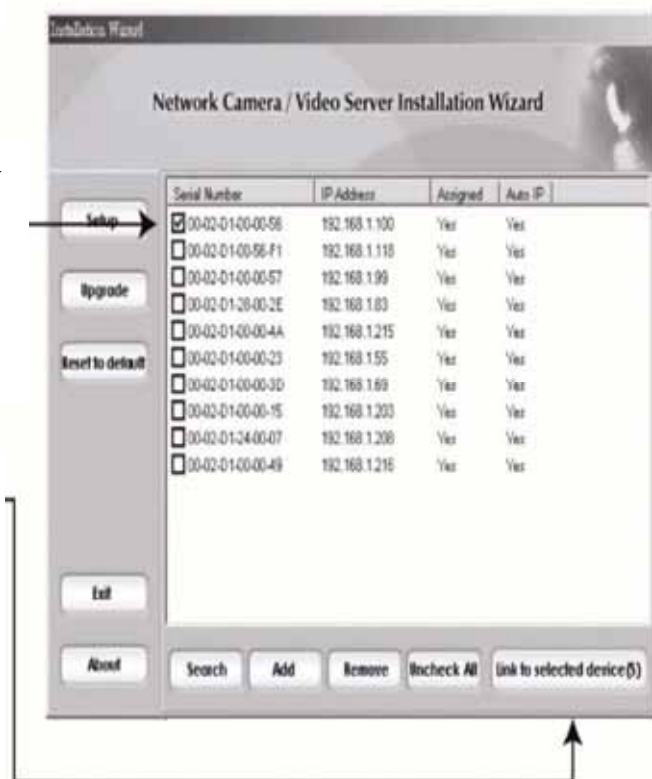 Installation Wizard
Network Camera / Video Server Installation Wizard
Serial Number IP Address Assigned Auto IP
00-02-D1-00-00-56 192.168.1.100 Yes Yes
00-02-D1-00-56-F1 192.168.1.118 Yes Yes
00-02-D1-00-00-57 192.168.1.99 Yes Yes
00-02-D1-28-00-2E 192.168.1.83 Yes Yes
00-02-D1-00-00-4A 192.168.1.215 Yes Yes
00-02-D1-00-00-23 192.168.1.55 Yes Yes
00-02-D1-00-00-3D 192.168.1.69 Yes Yes
00-02-D1-00-00-15 192.168.1.203 Yes Yes
00-02-D1-24-00-07 192.168.1.208 Yes Yes
00-02-D1-00-00-49 192.168.1.216 Yes Yes
Setup
Upgrade
Reset to default
Exit
About
Search Add Remove Uncheck All Link to selected device(S)